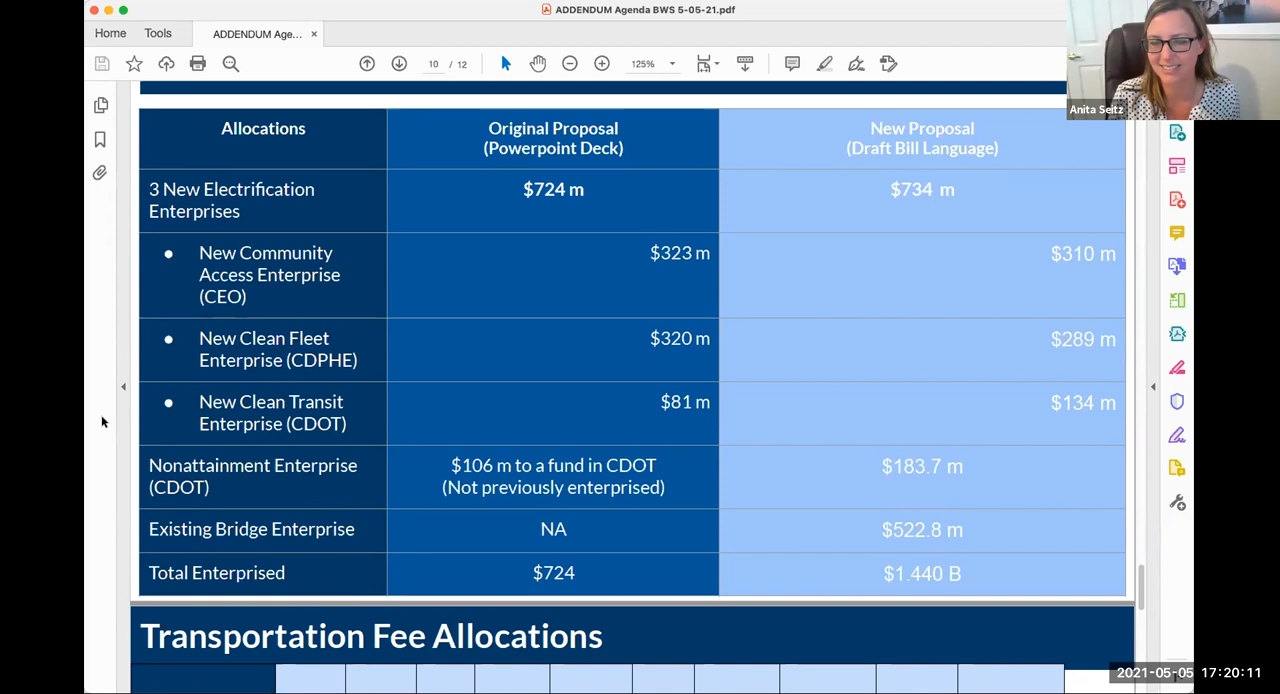 ADDENDUM Agenda BWS 5-05-21.pdf
Home
Tools
ADDENDUM Age...
×
10 / 12
125%
Anita Seitz
Allocations
Original Proposal
(Powerpoint Deck)
New Proposal
(Draft Bill Language)
3 New Electrification
Enterprises
$724 m
$734 m
● New Community
Access Enterprise
(CEO)
$323 m
$310 m
● New Clean Fleet
Enterprise (CDPHE)
$320 m
$289 m
● New Clean Transit
Enterprise (CDOT)
$81 m
$134 m
Nonattainment Enterprise
(CDOT)
$106 m to a fund in CDOT
(Not previously enterprised)
$183.7 m
Existing Bridge Enterprise
NA
$522.8 m
Total Enterprised
$724
$1.440 B
Transportation Fee Allocations
2021-05-05 17:20:11